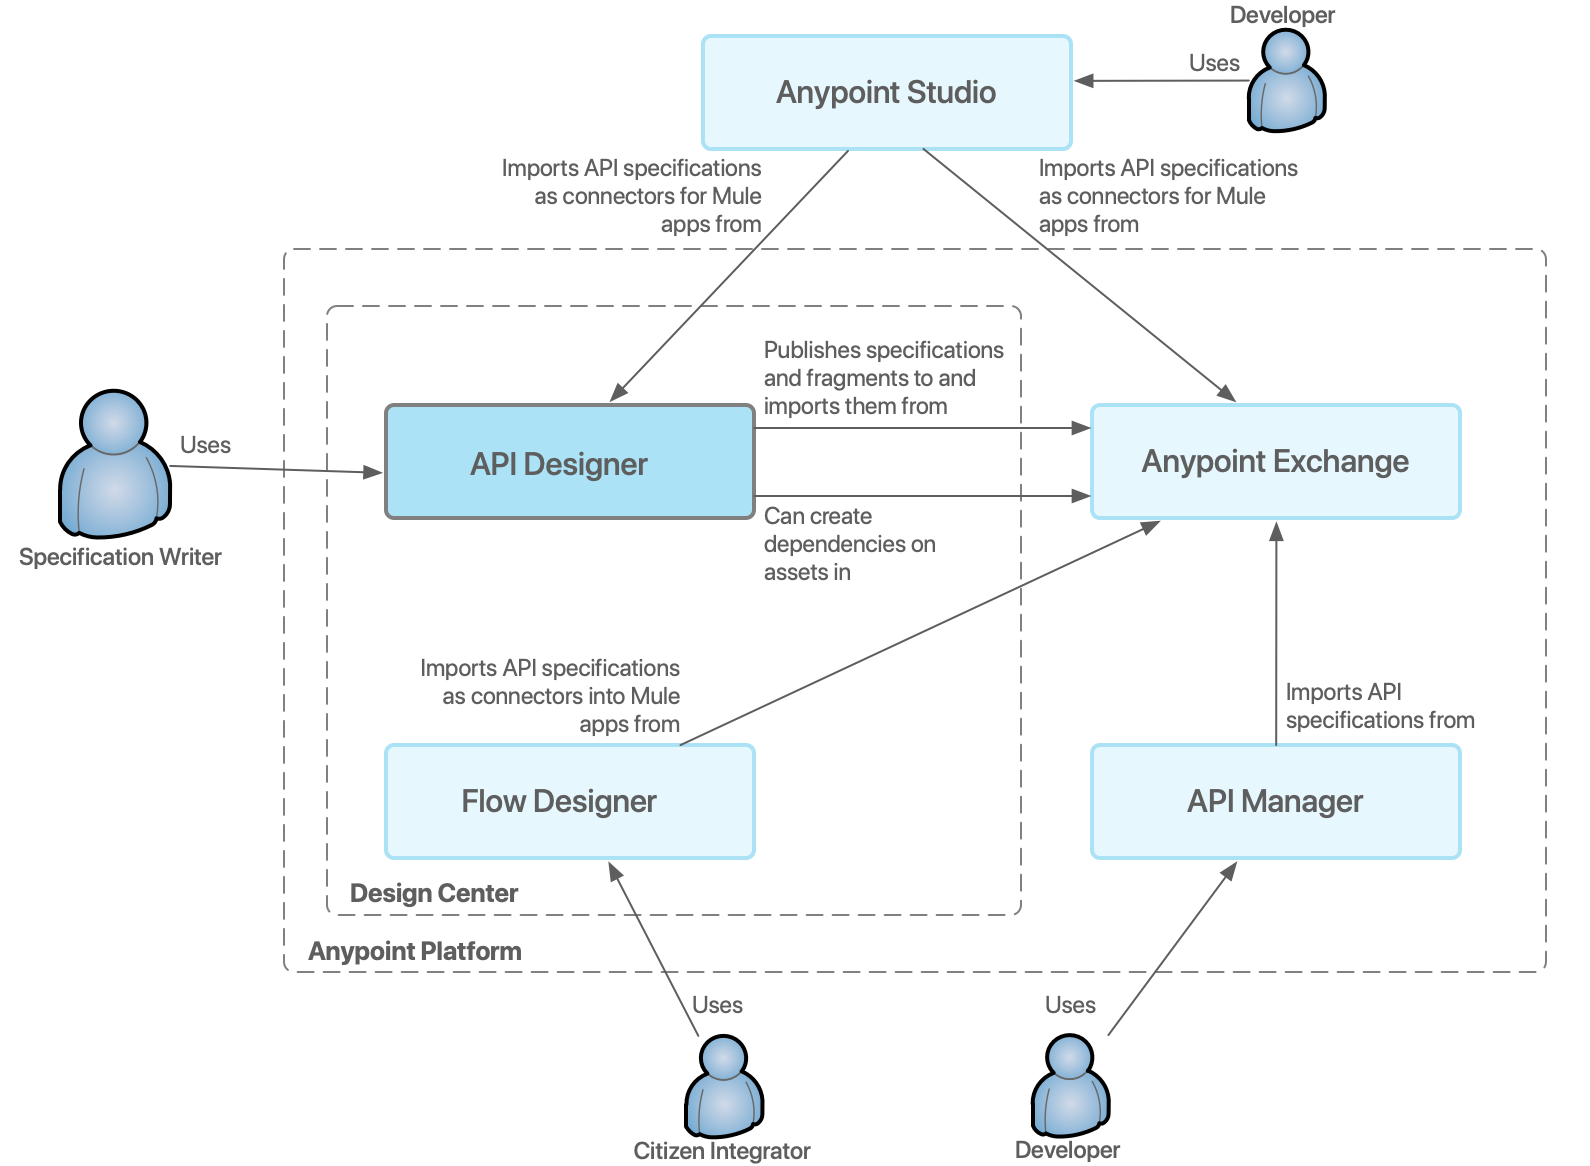 Developer
Uses
Anypoint Studio
Imports API specifications
as connectors for Mule
apps from
Imports API specifications
as connectors for Mule
apps from
Publishes specifications
and fragments to and
imports them from
Uses
API Designer
Anypoint Exchange
Specification Writer
Can create
dependencies on
assets in
Imports API specifications
as connectors into Mule
apps from
Imports API
specifications from
Flow Designer
API Manager
Design Center
Anypoint Platform
Uses
Uses
Citizen Integrator
Developer